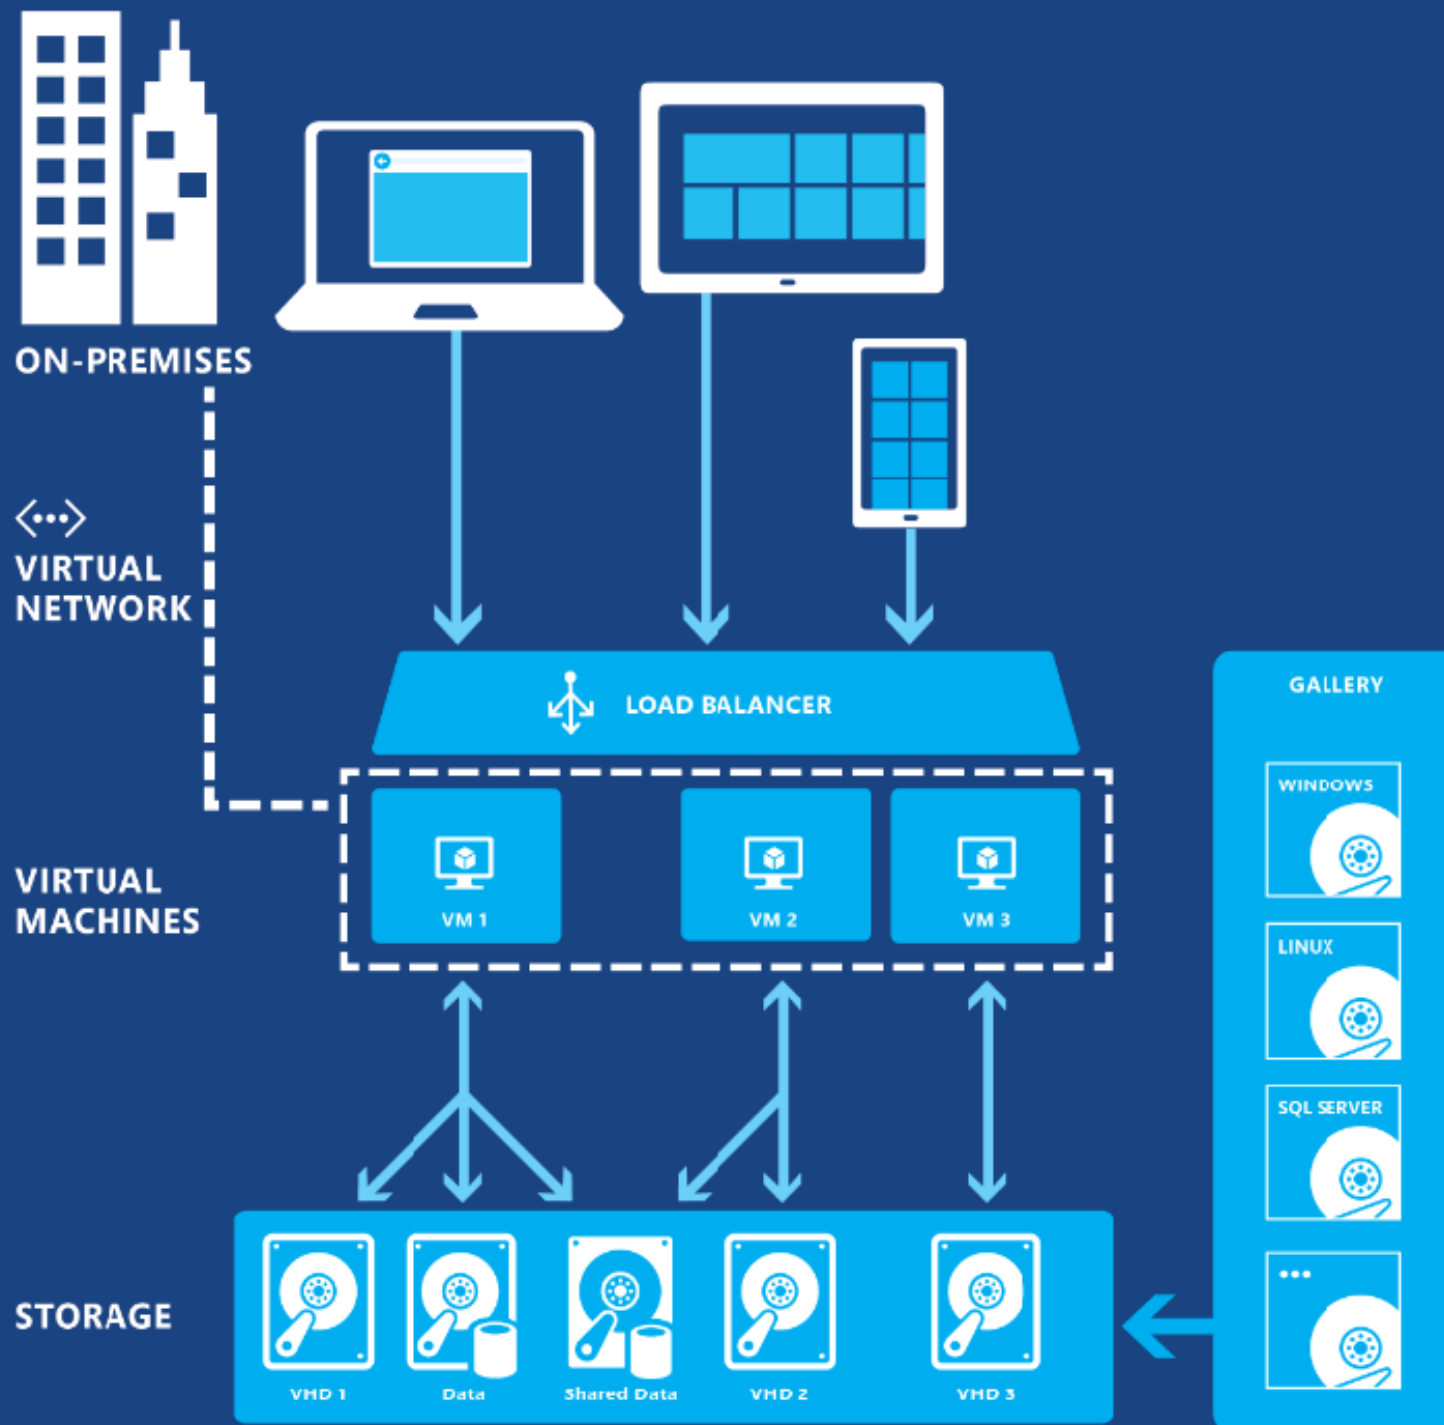 ON-PREMISES
VIRTUAL
NETWORK
LOAD BALANCER
GALLERY
WINDOWS
VIRTUAL
MACHINES
VM 1
VM 2
VM 3
LINUX
SQL SERVER
•••
STORAGE
VHD 1
Data
Shared Data
VHD 2
VHD 3